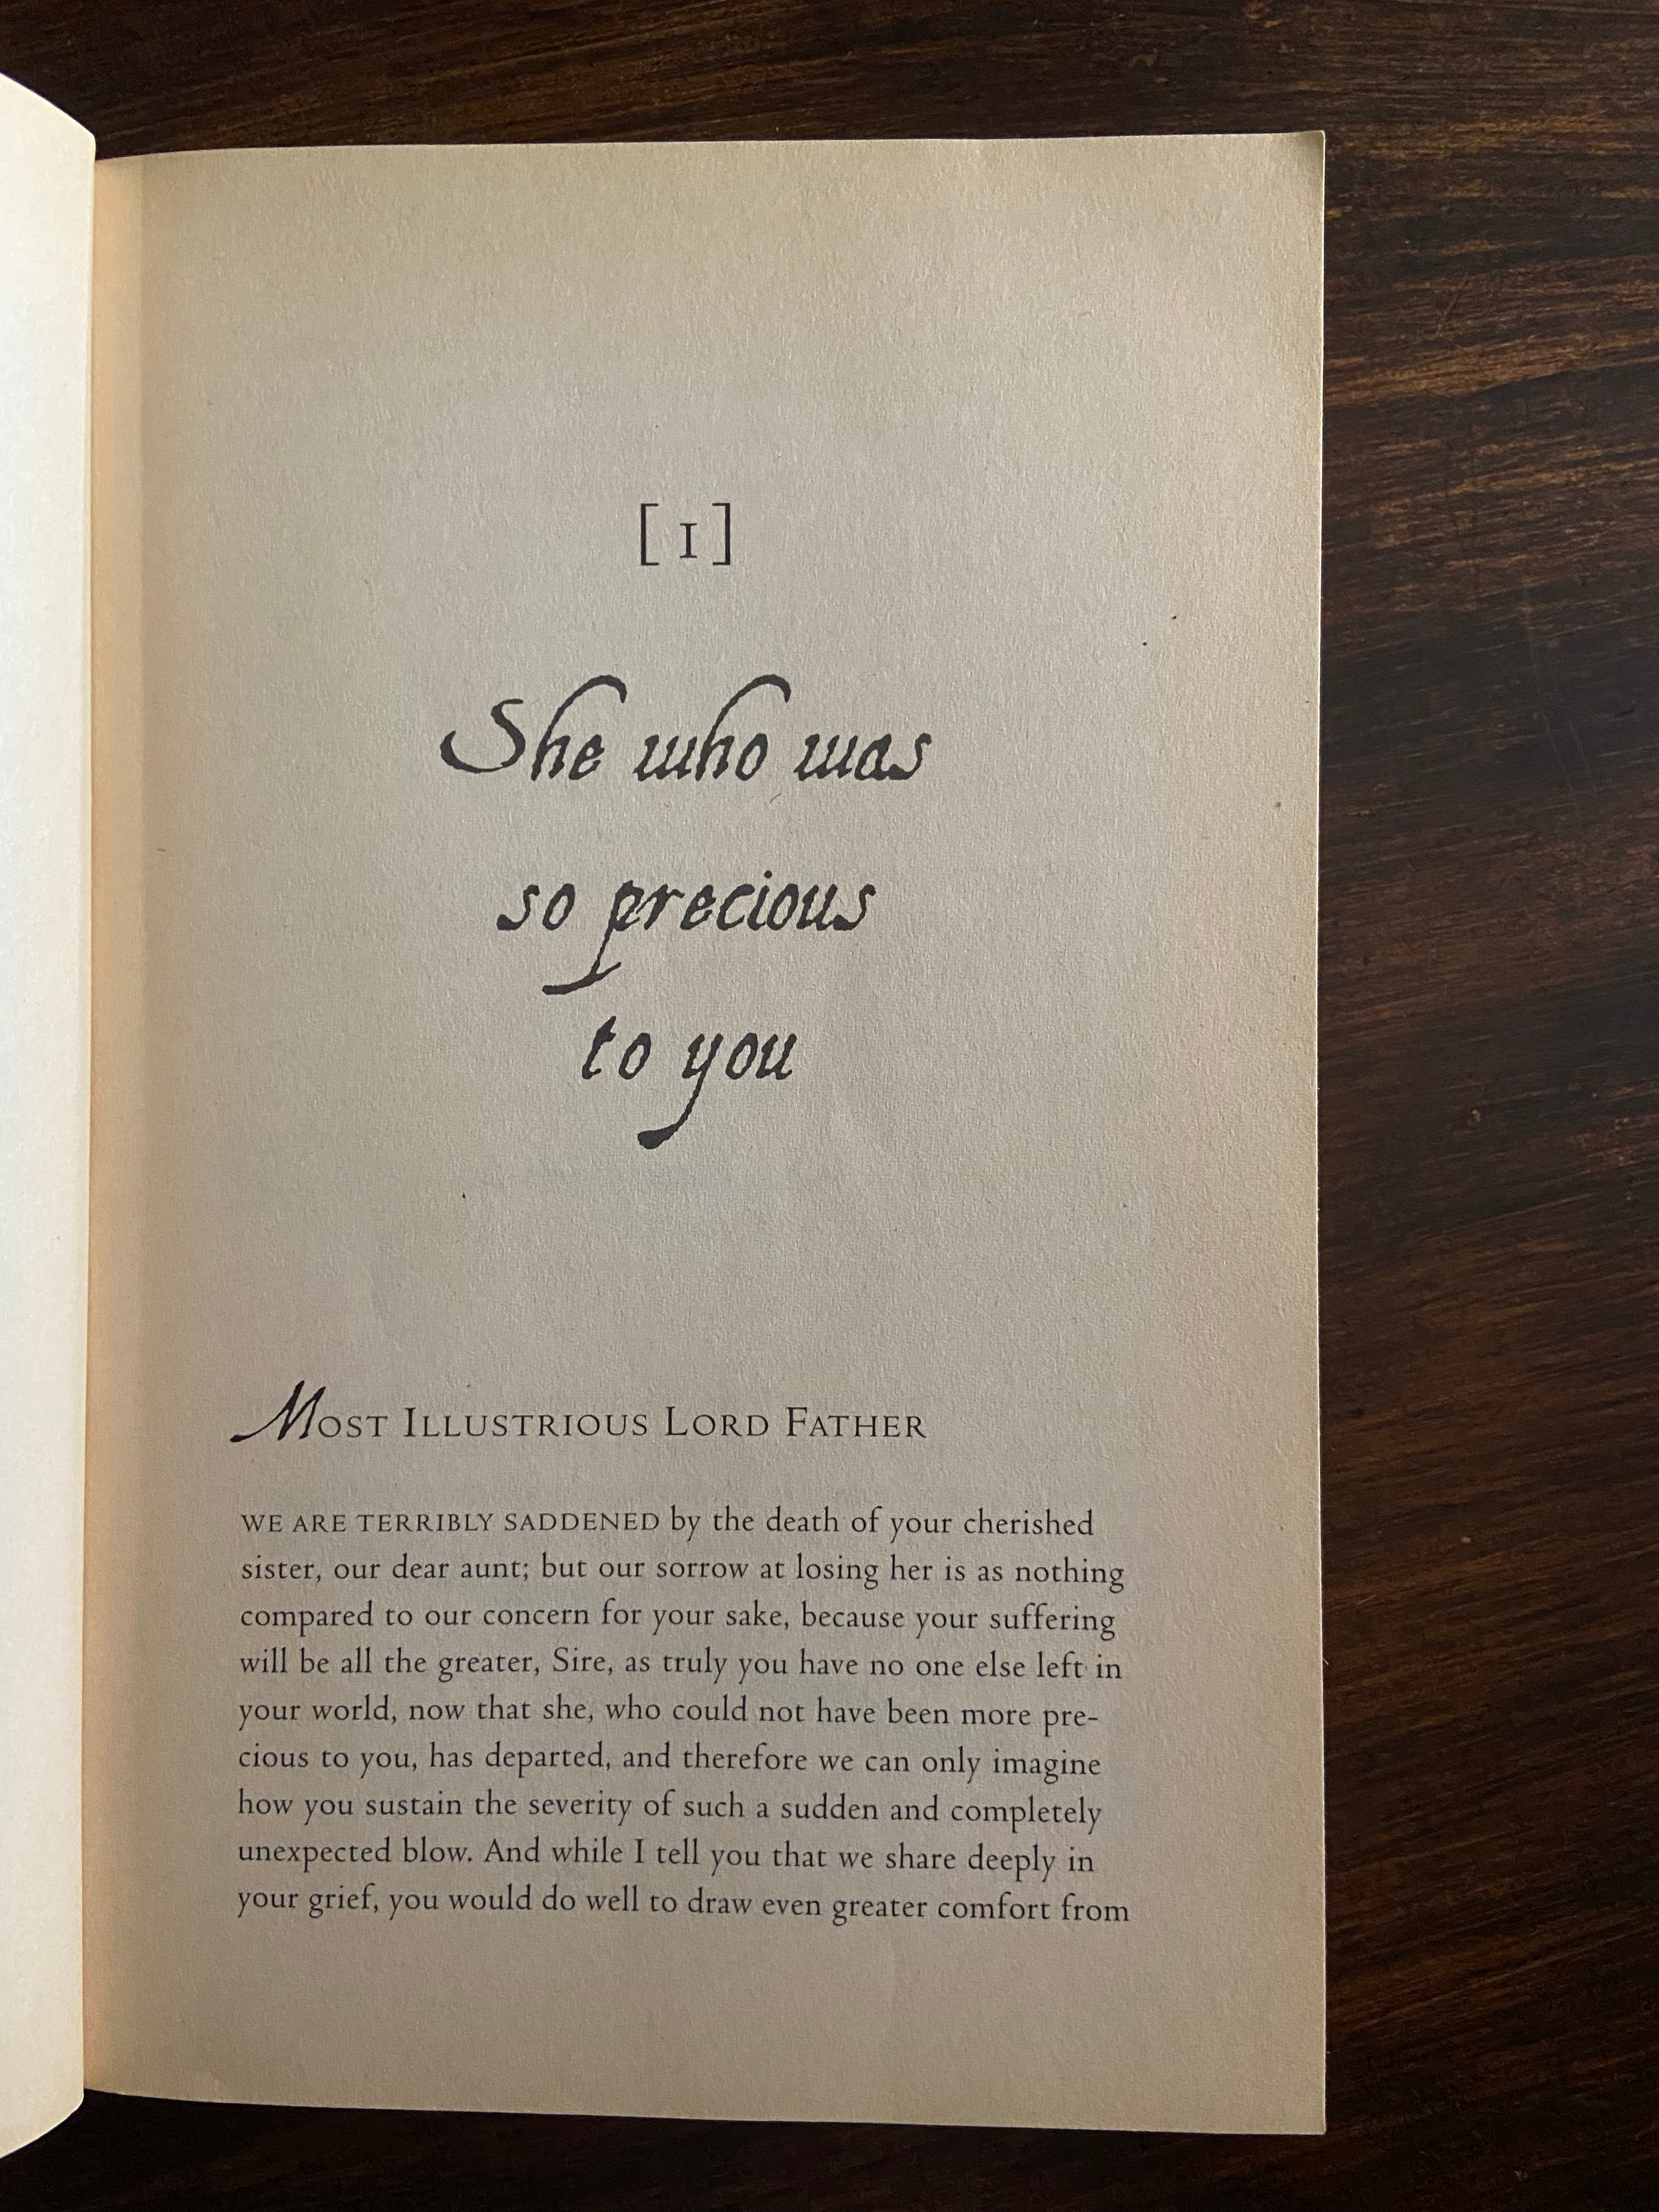 [1]
She who was
so precious
to you
MOST ILLUSTRIOUS LORD FATHER
WE ARE TERRIBLY SADDENED by the death of your cherished
sister, our dear aunt; but our sorrow at losing her is as nothing
compared to our concern for your sake, because your suffering
will be all the greater, Sire, as truly you have no one else left in
your world, now that she, who could not have been more pre-
cious to you, has departed, and therefore we can only imagine
how you sustain the severity of such a sudden and completely
unexpected blow. And while I tell you that we share deeply in
your grief, you would do well to draw even greater comfort from